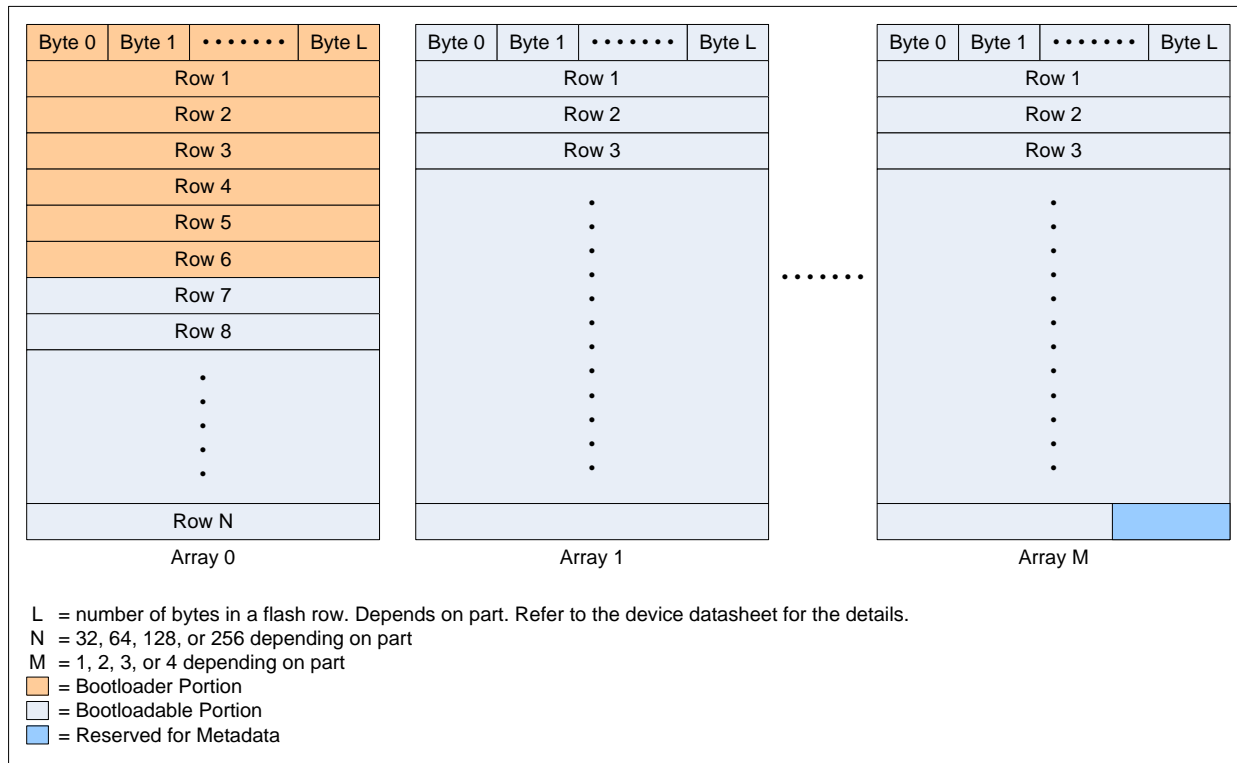 Byte 0 Byte 1 ••••••• Byte L
Row 1
Row 2
Row 3
Row 4
Row 5
Row 6
Row 7
Row 8
Row N
Array 0
Byte 0 Byte 1 ••••••• Byte L
Row 1
Row 2
Row 3
Array 1
•••••••
Byte 0 Byte 1 ••••••• Byte L
Row 1
Row 2
Row 3
Array M
L = number of bytes in a flash row. Depends on part. Refer to the device datasheet for the details.
N = 32, 64, 128, or 256 depending on part
M = 1, 2, 3, or 4 depending on part
= Bootloader Portion
= Bootloadable Portion
= Reserved for Metadata